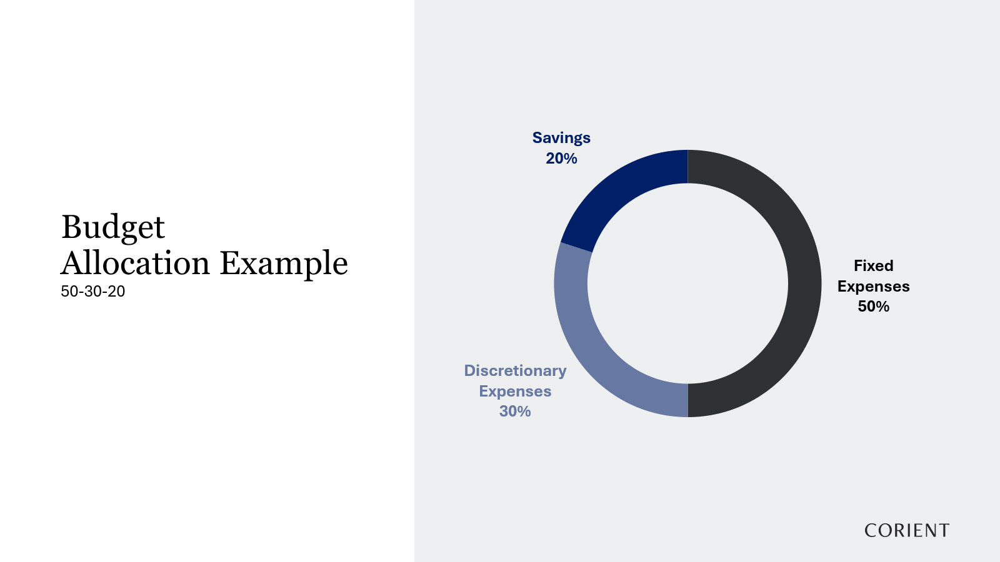 Budget
Allocation Example
50-30-20
Savings
20%
Fixed
Expenses
50%
Discretionary
Expenses
30%
CORIENT